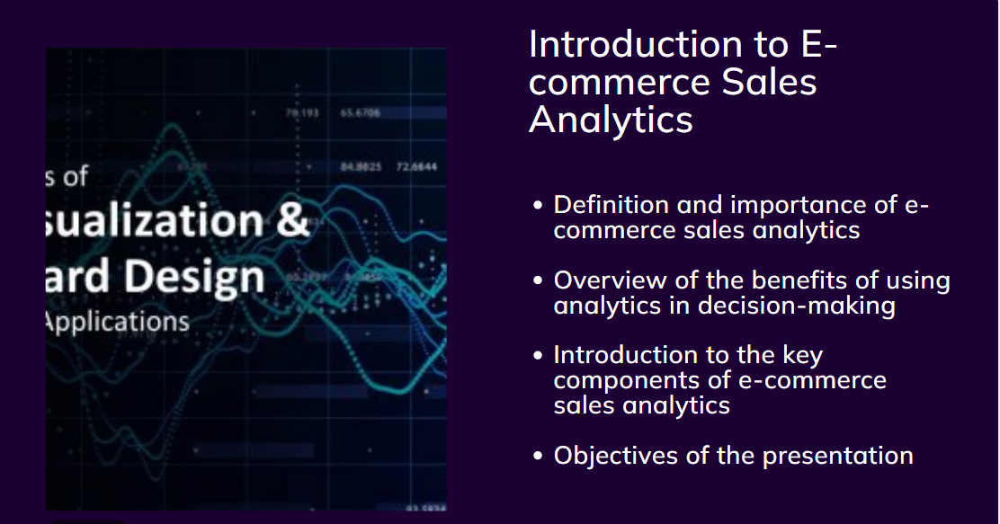 s of
sualization &
ard Design
Applications
70.193 65.6706
84.8025 72.6644
Introduction to E-
commerce Sales
Analytics
• Definition and importance of e-
commerce sales analytics
• Overview of the benefits of using
analytics in decision-making
• Introduction to the key
components of e-commerce
sales analytics
• Objectives of the presentation